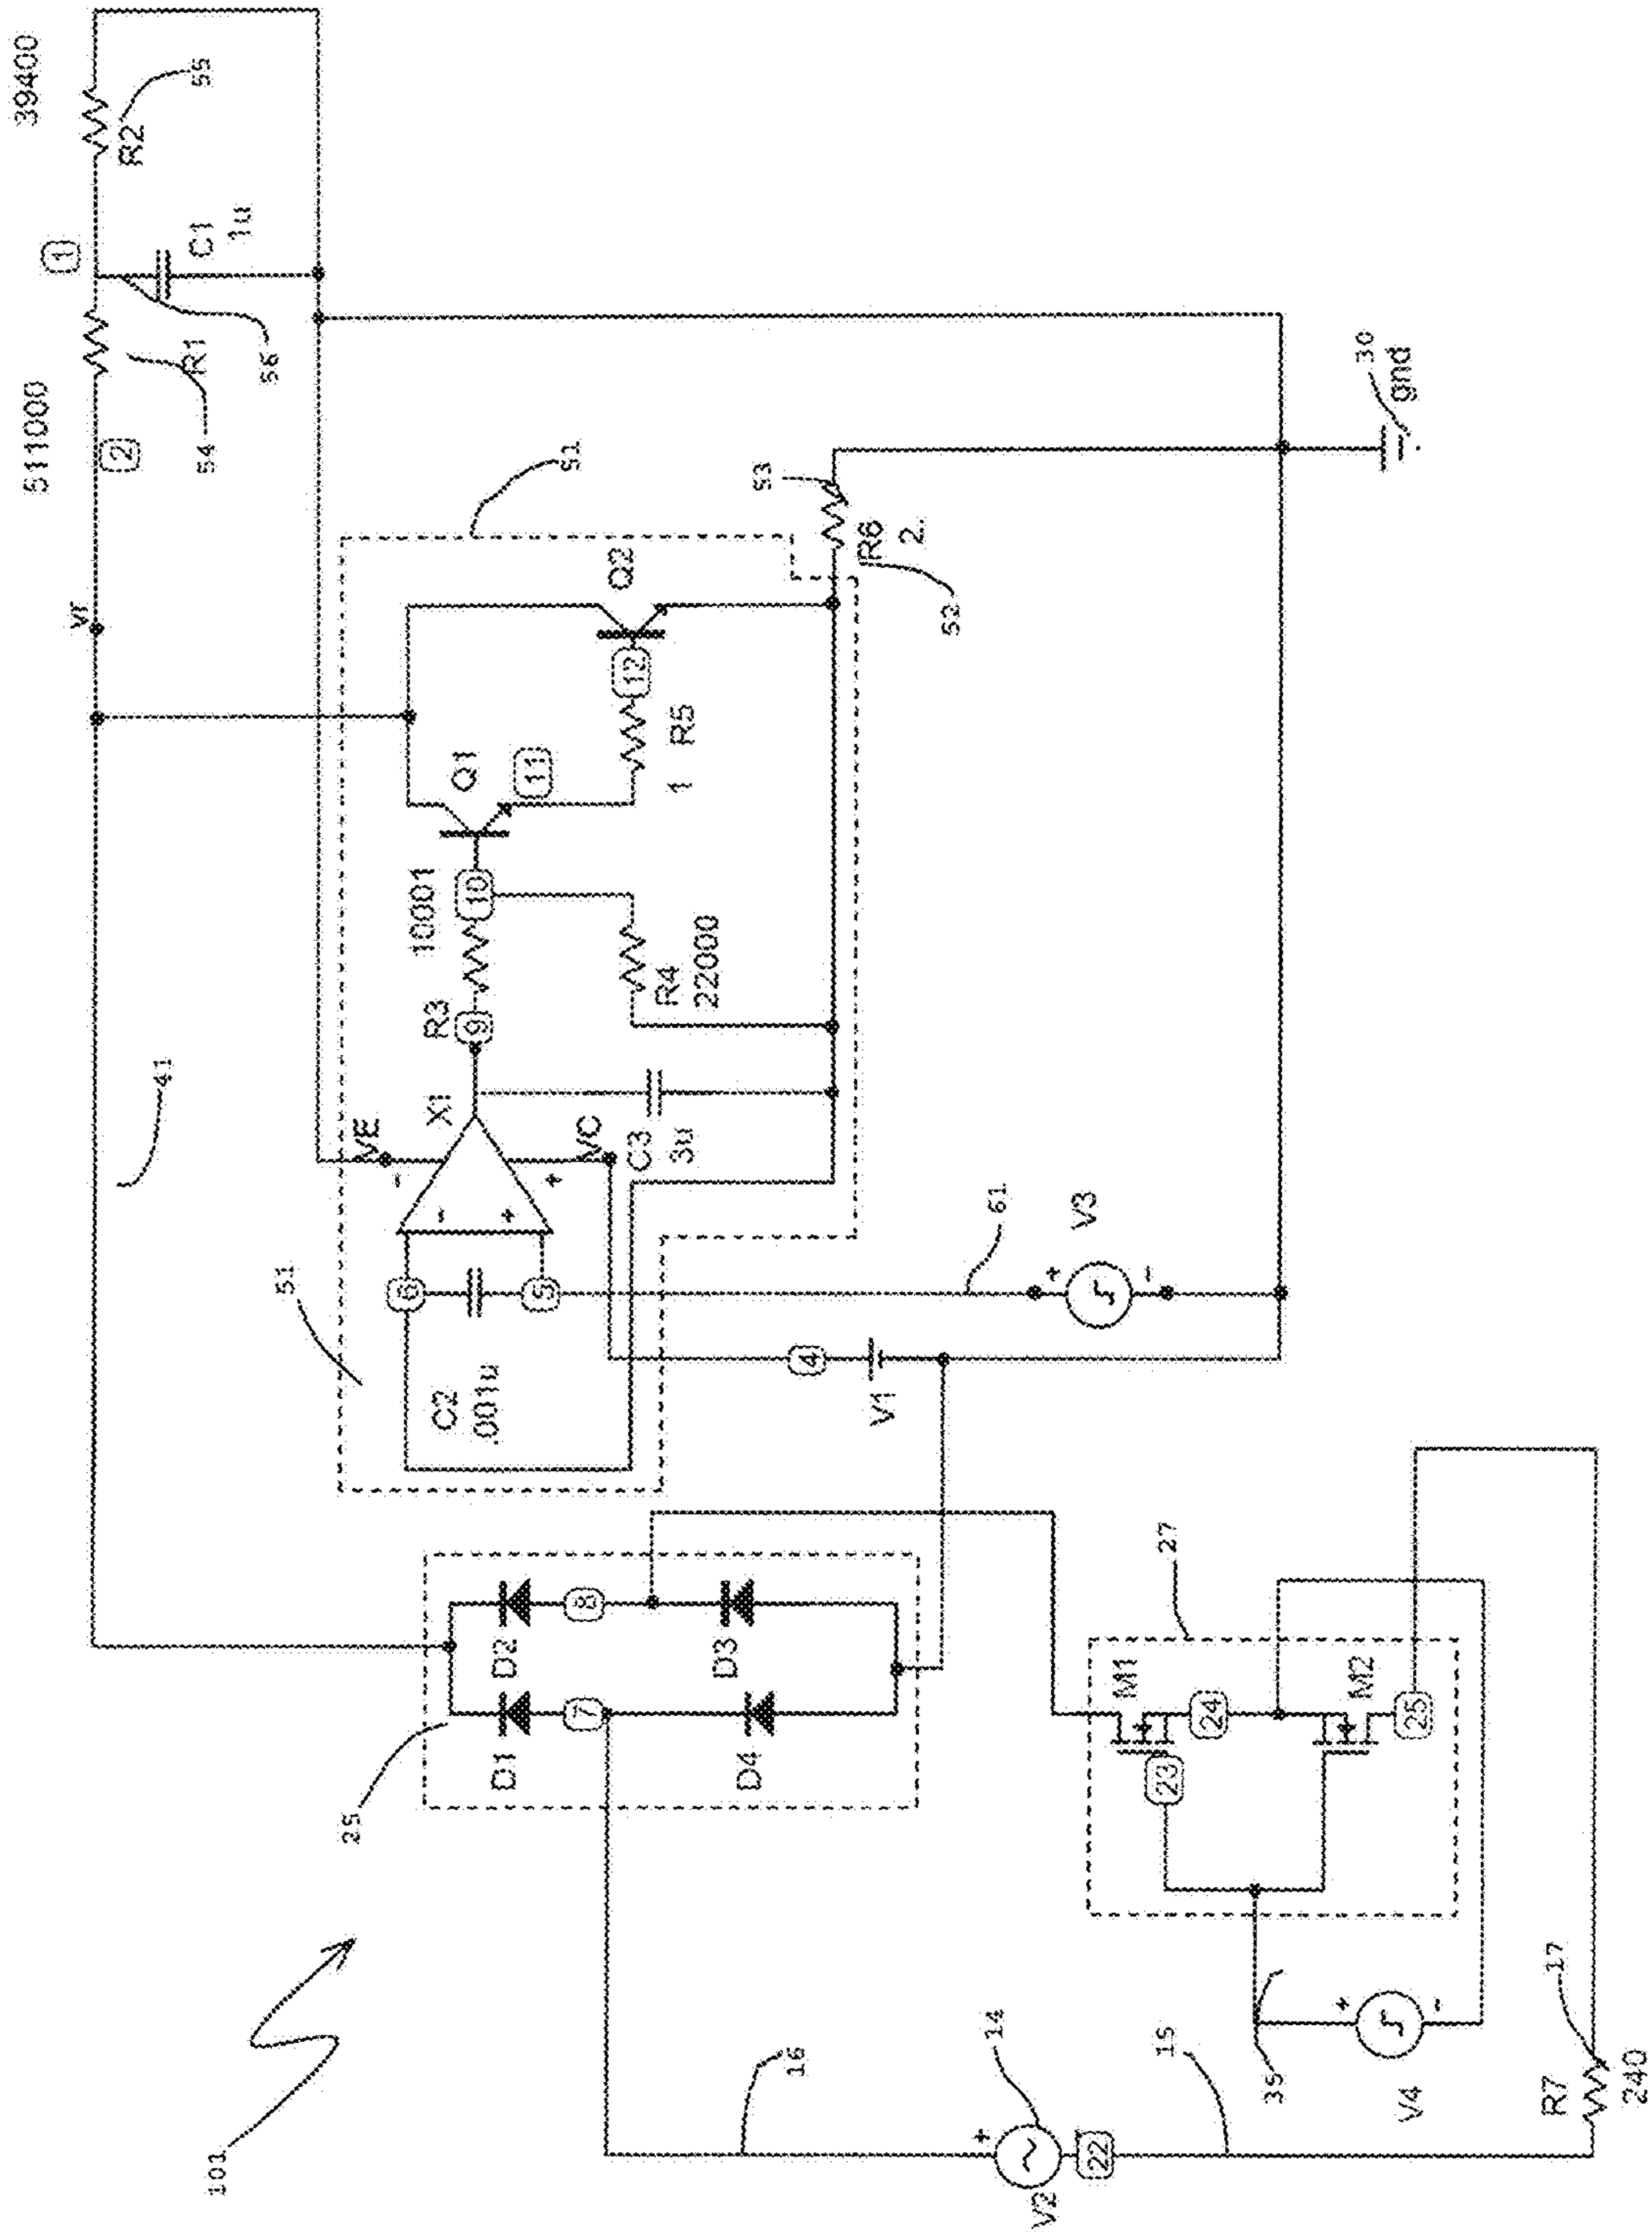 101
16
V2
14
22
15
35
V4
+
-
R7
240
17
25
D1
7
D2
8
D4
D3
27
M1
23
24
M2
25
41
51
C2
.001u
6
5
-
+
VE
-
X1
+
VC
C3
3u
4
V1
61
V3
+
-
R3
9
10001
10
R4
22000
Q1
11
1
R5
12
Q2
51
R6
2.
52
53
30
gnd
vr
2
511000
R1
54
56
1
C1
1u
39400
R2
55
+